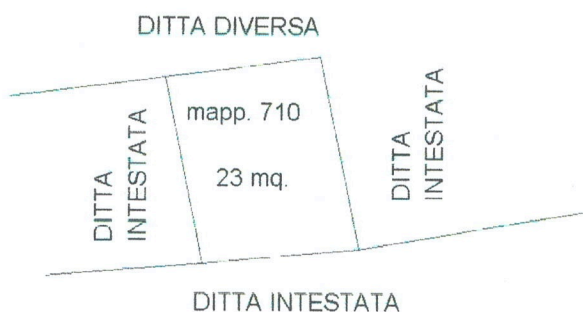 DITTA DIVERSA
mapp. 710
23 mq.
DITTA
INTESTATA
DITTA
INTESTATA
DITTA INTESTATA